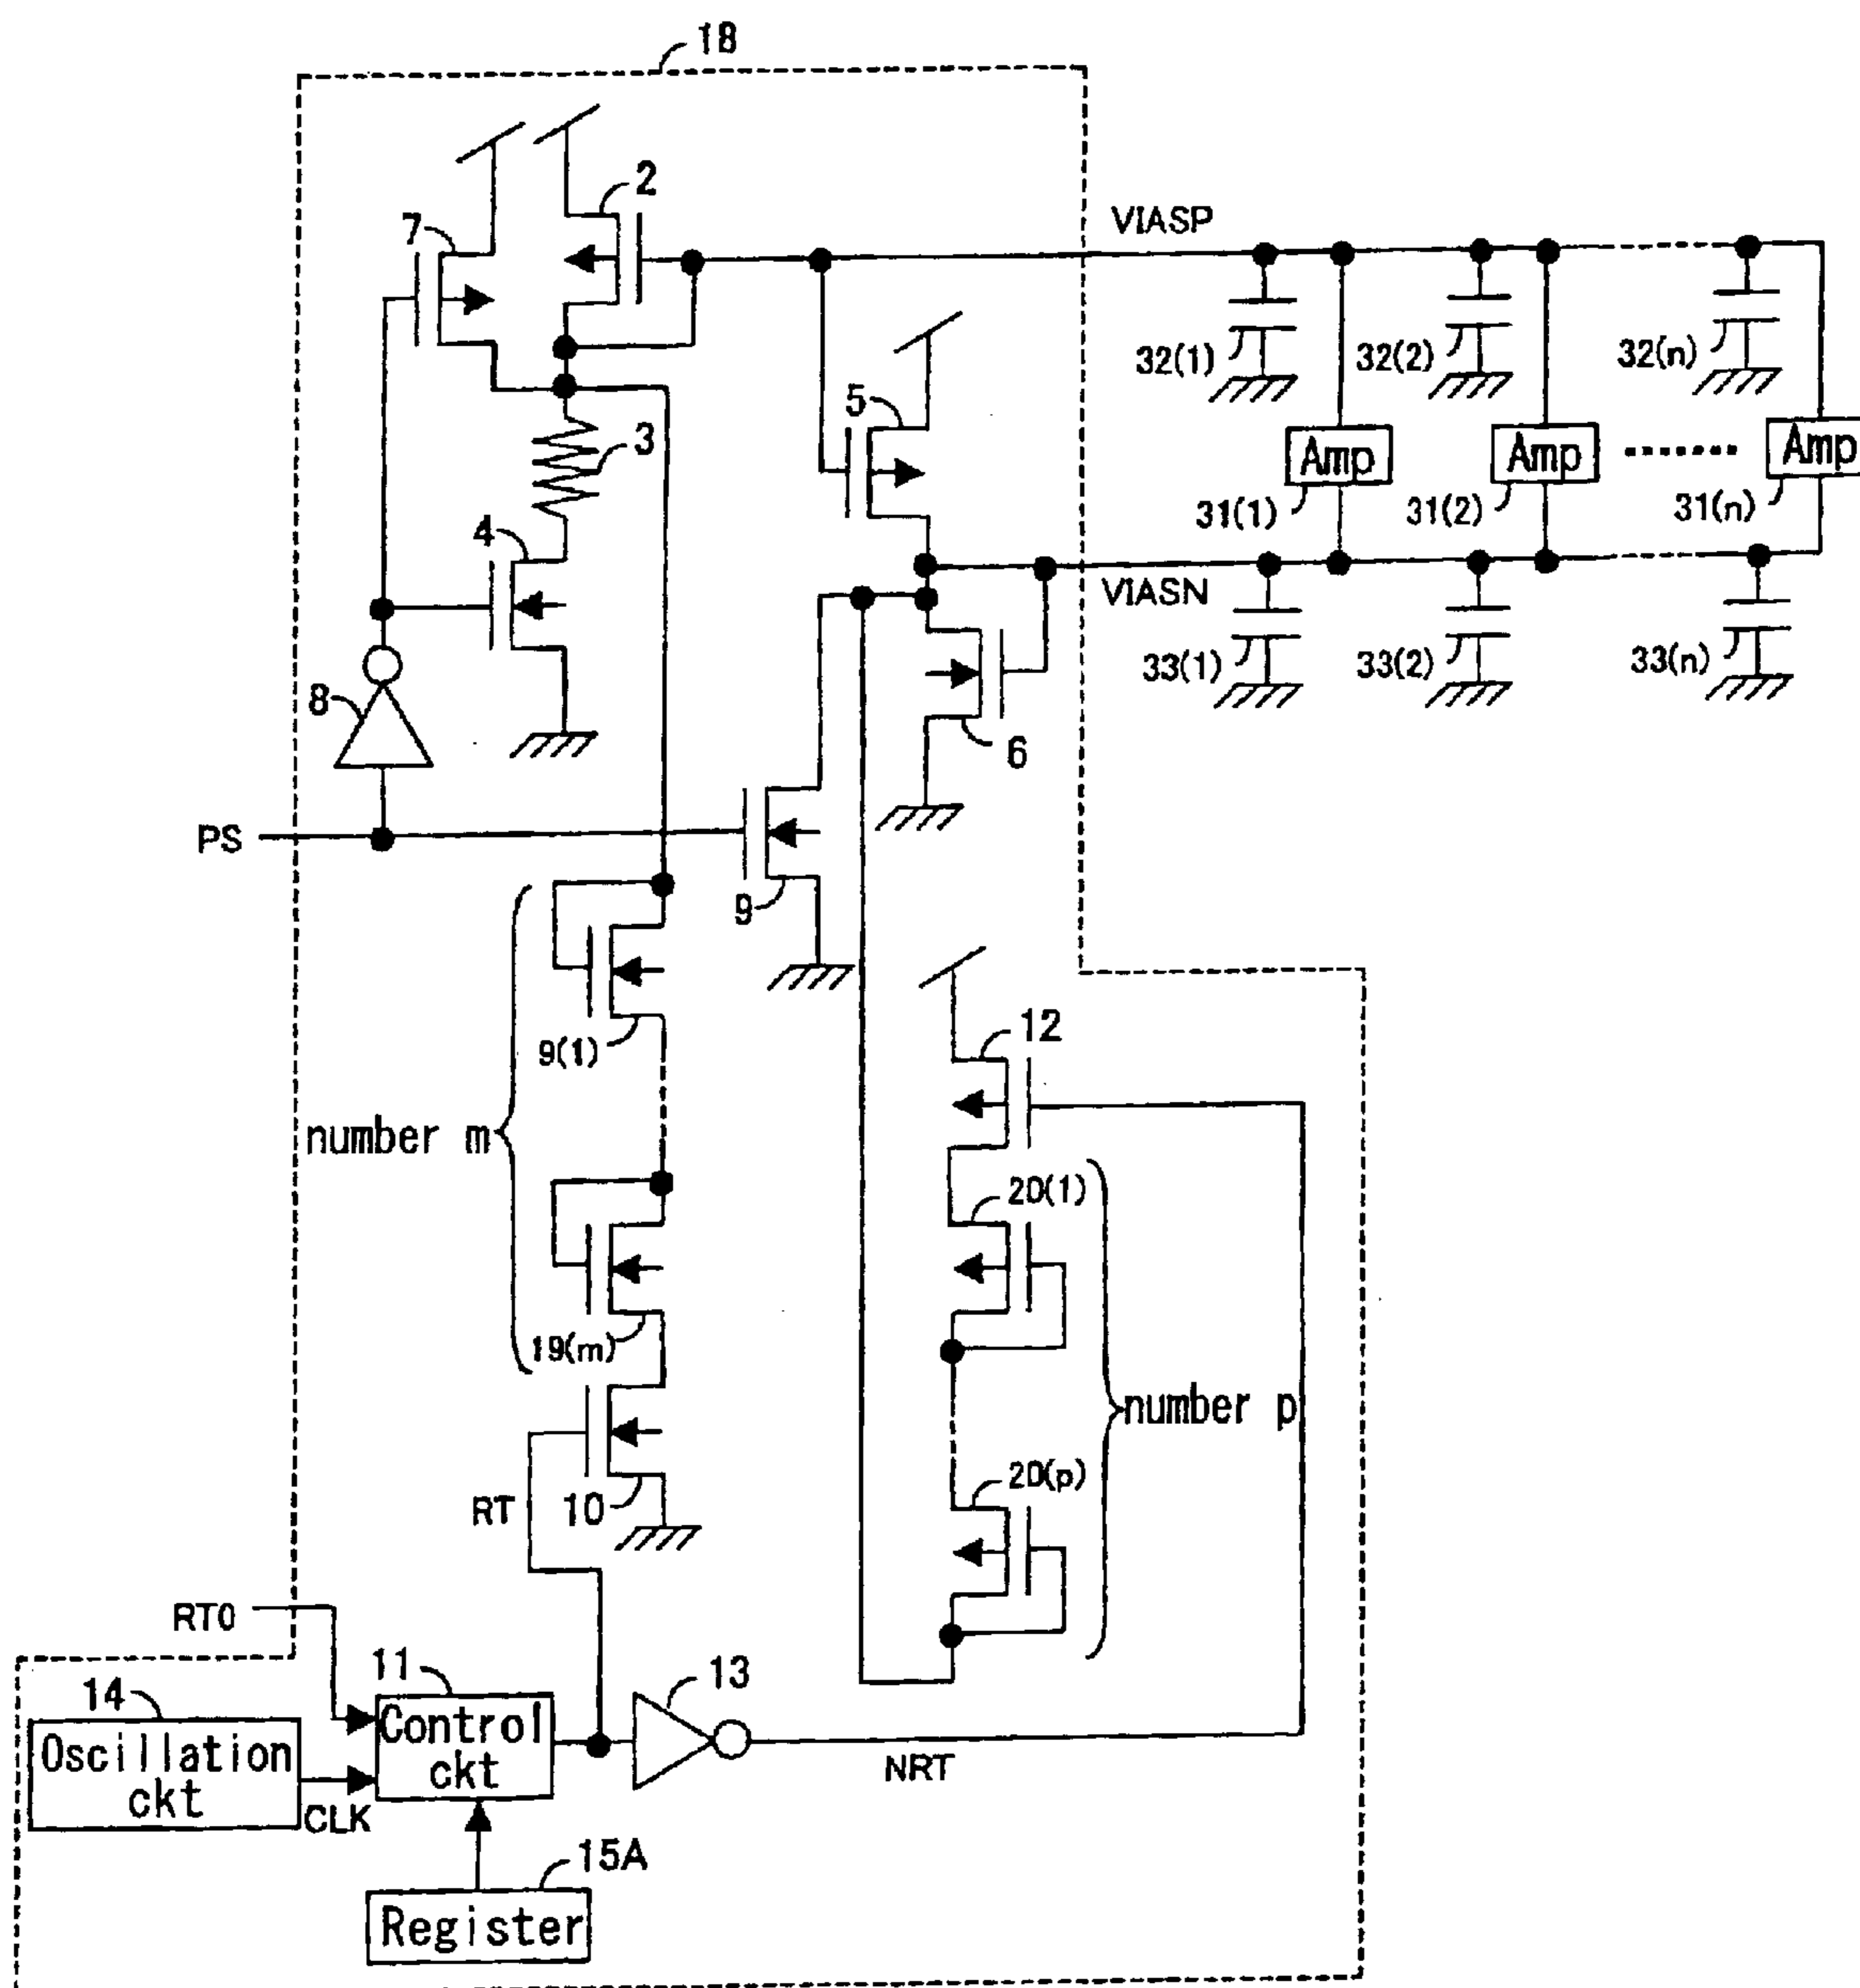 18
2
7
VIASP
32(1)
32(2)
32(n)
5
3
Amp
Amp
Amp
31(1)
31(2)
31(n)
4
VIASN
33(1)
33(2)
33(n)
8
6
PS
9
9(1)
12
number m
20(1)
19(m)
number p
20(p)
RT
10
RT0
11
13
14
Control
ckt
Oscillation
ckt
CLK
NRT
15A
Register